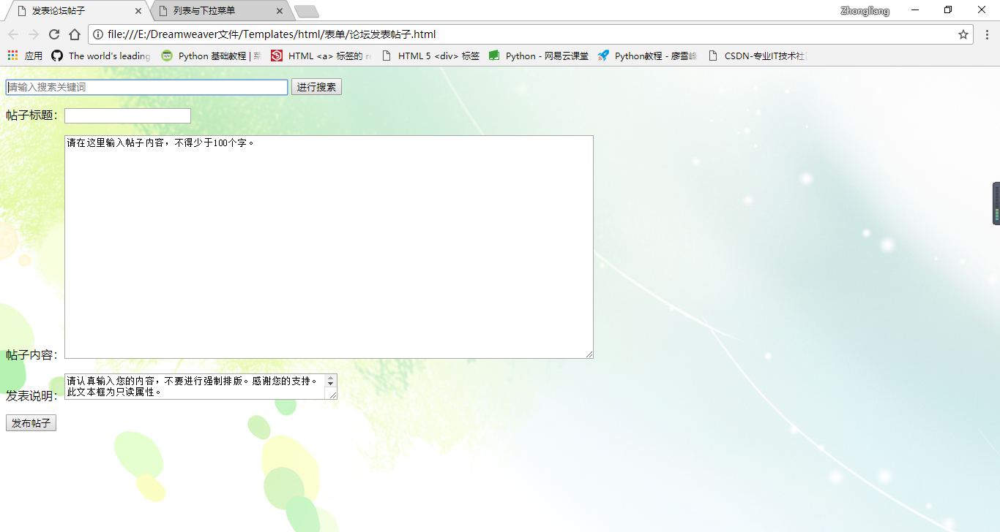 发表论坛帖子
列表与下拉菜单
Zhongliang
file:///E:/Dreamweaver文件/Templates/html/表单/论坛发表帖子.html
应用
The world's leading
Python 基础教程 | 菜
HTML <a> 标签的
HTML 5 <div> 标签
Python - 网易云课堂
Python教程 - 廖雪峰
CSDN-专业IT技术社
请输入搜索关键词
进行搜索
帖子标题：
请在这里输入帖子内容，不得少于100个字。
帖子内容：
请认真输入您的内容，不要进行强制排版。感谢您的支持。
此文本框为只读属性。
发表说明：
发布帖子